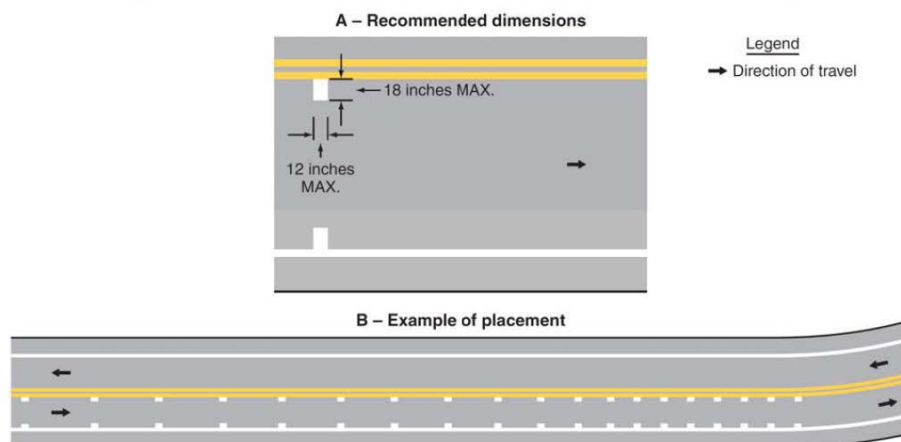 A – Recommended dimensions
Legend
Direction of travel
18 inches MAX.
12 inches
MAX.
B – Example of placement